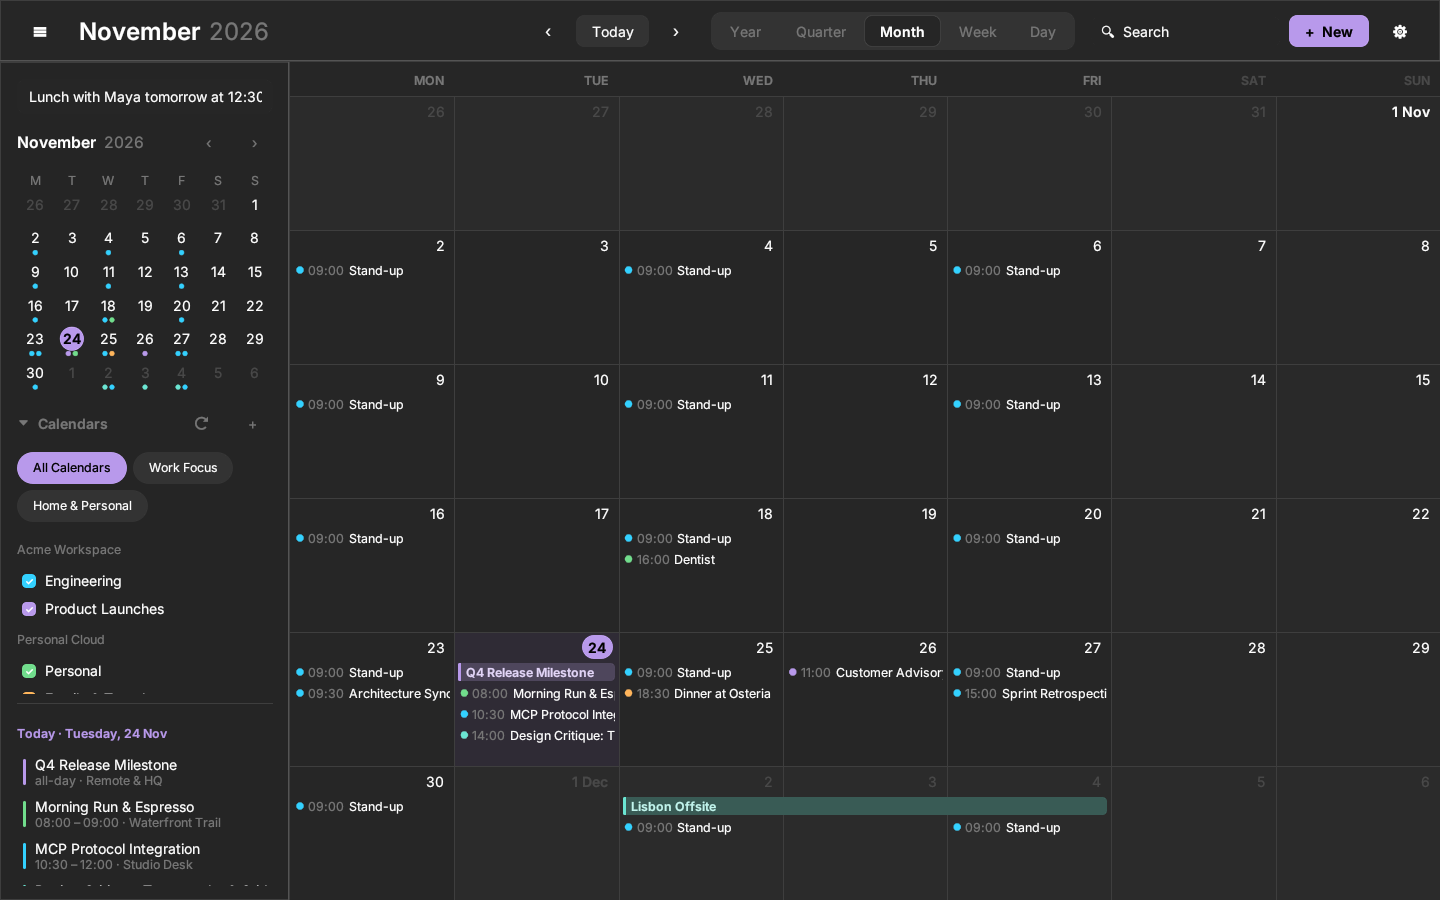 November 2026
‹ Today ›
Year Quarter Month Week Day
Search
+ New
Lunch with Maya tomorrow at 12:30
November 2026 ‹ ›
M T W T F S S
26 27 28 29 30 31 1
2 3 4 5 6 7 8
9 10 11 12 13 14 15
16 17 18 19 20 21 22
23 24 25 26 27 28 29
30 1 2 3 4 5 6
Calendars +
All Calendars Work Focus
Home & Personal
Acme Workspace
Engineering
Product Launches
Personal Cloud
Personal
Today · Tuesday, 24 Nov
Q4 Release Milestone
all-day · Remote & HQ
Morning Run & Espresso
08:00 – 09:00 · Waterfront Trail
MCP Protocol Integration
10:30 – 12:00 · Studio Desk
MON TUE WED THU FRI SAT SUN
26 27 28 29 30 31 1 Nov
2 3 4 5 6 7 8
09:00 Stand-up 09:00 Stand-up 09:00 Stand-up
9 10 11 12 13 14 15
09:00 Stand-up 09:00 Stand-up 09:00 Stand-up
16 17 18 19 20 21 22
09:00 Stand-up 09:00 Stand-up 09:00 Stand-up
16:00 Dentist
23 24 25 26 27 28 29
09:00 Stand-up Q4 Release Milestone 09:00 Stand-up 11:00 Customer Advisor 09:00 Stand-up
09:30 Architecture Sync 08:00 Morning Run & Es 18:30 Dinner at Osteria 15:00 Sprint Retrospecti
10:30 MCP Protocol Integ
14:00 Design Critique: T
30 1 Dec 2 3 4 5 6
09:00 Stand-up Lisbon Offsite
09:00 Stand-up 09:00 Stand-up